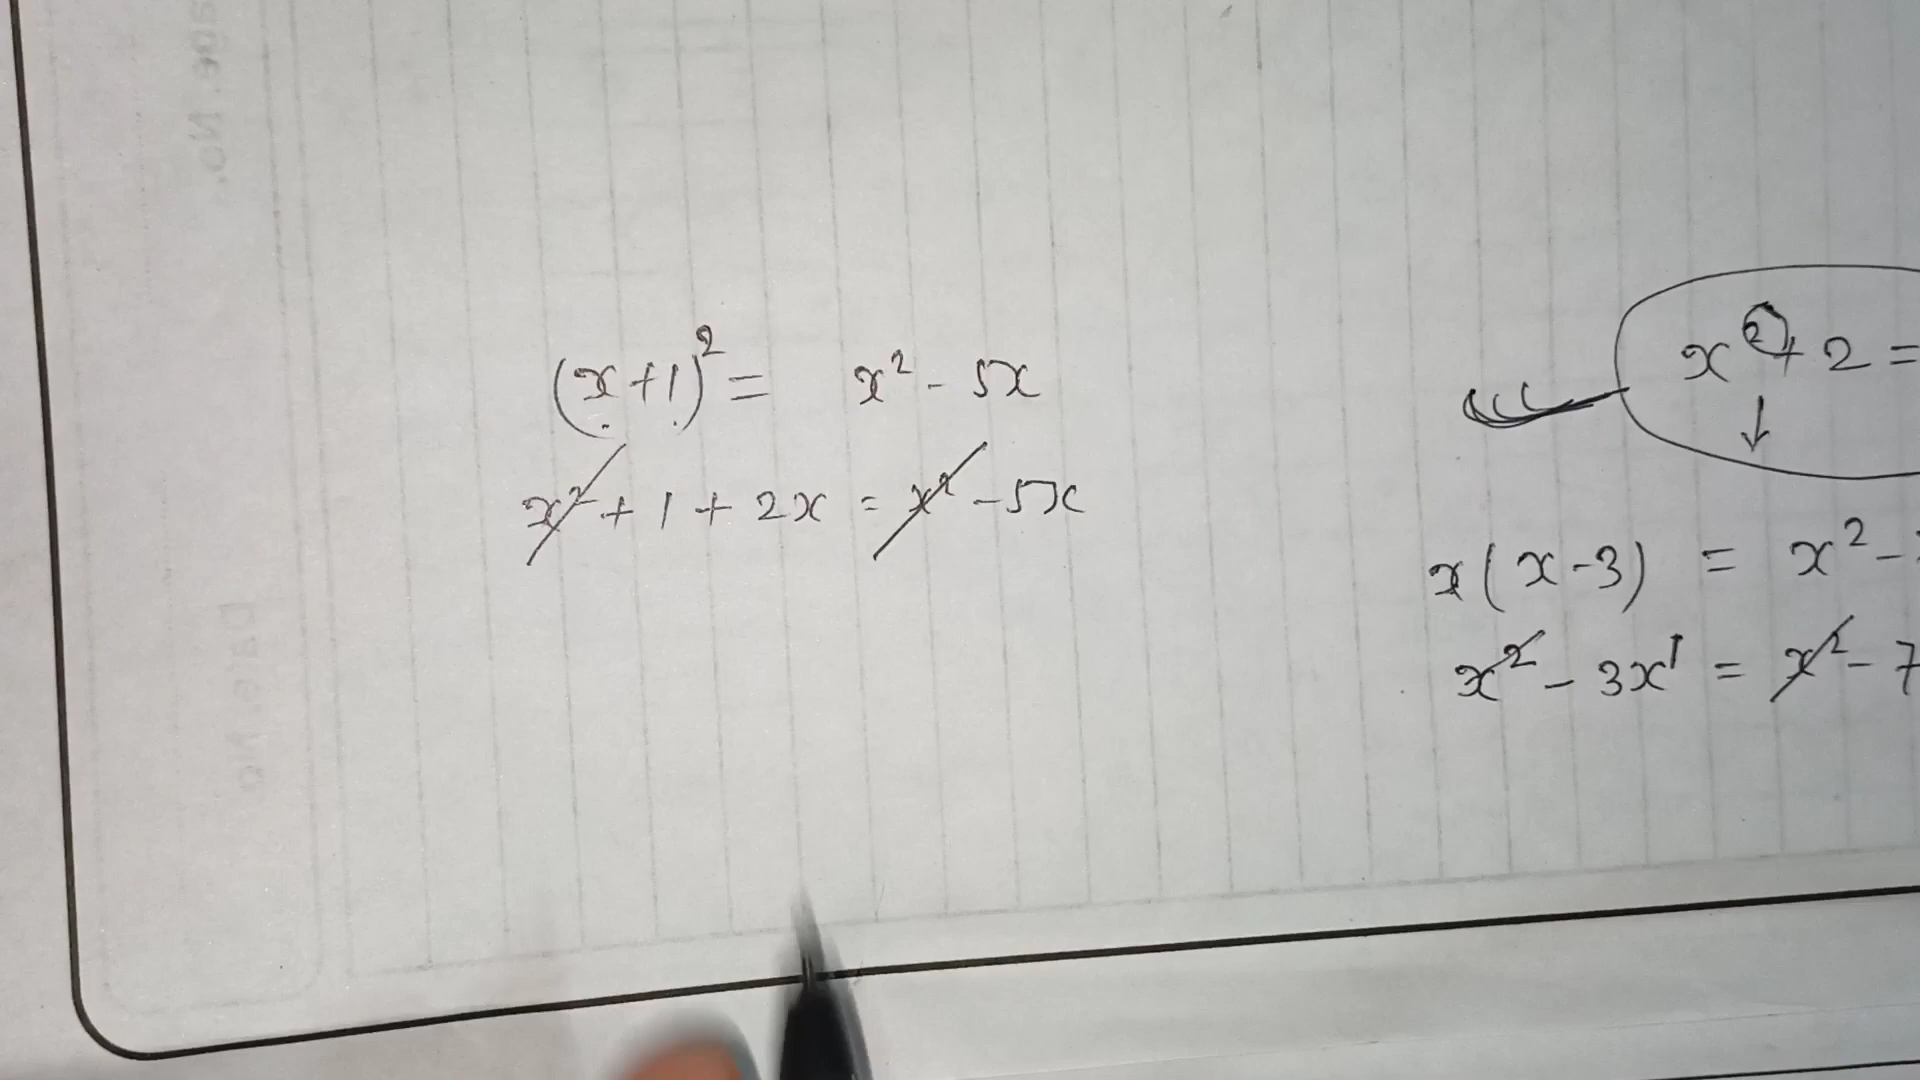 (x+1)² = x² - 5x
x² + 1 + 2x = x² - 5x
x² + 2 =
x(x-3) = x² -
x² - 3x¹ = x² - 7